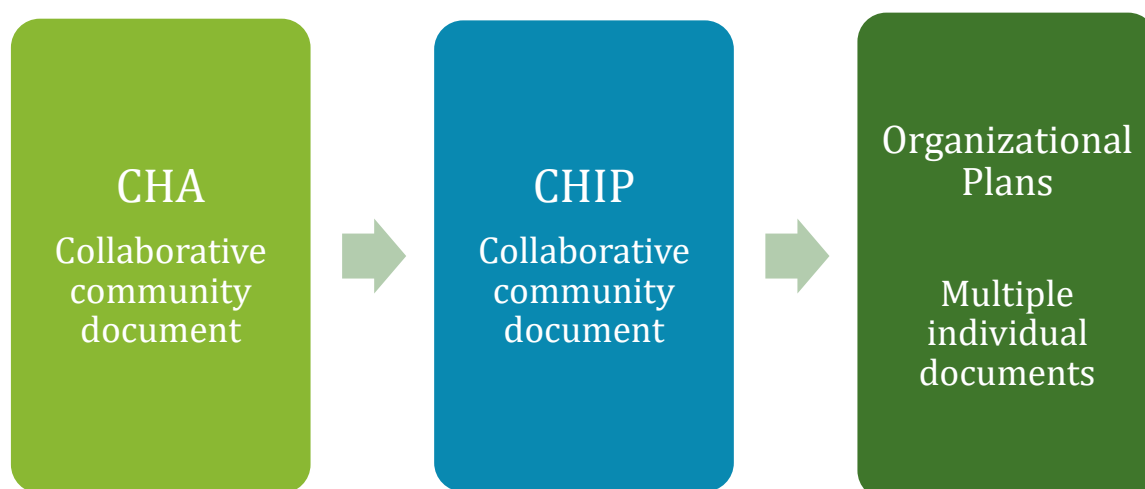 CHA
Collaborative
community
document
CHIP
Collaborative
community
document
Organizational
Plans
Multiple
individual
documents